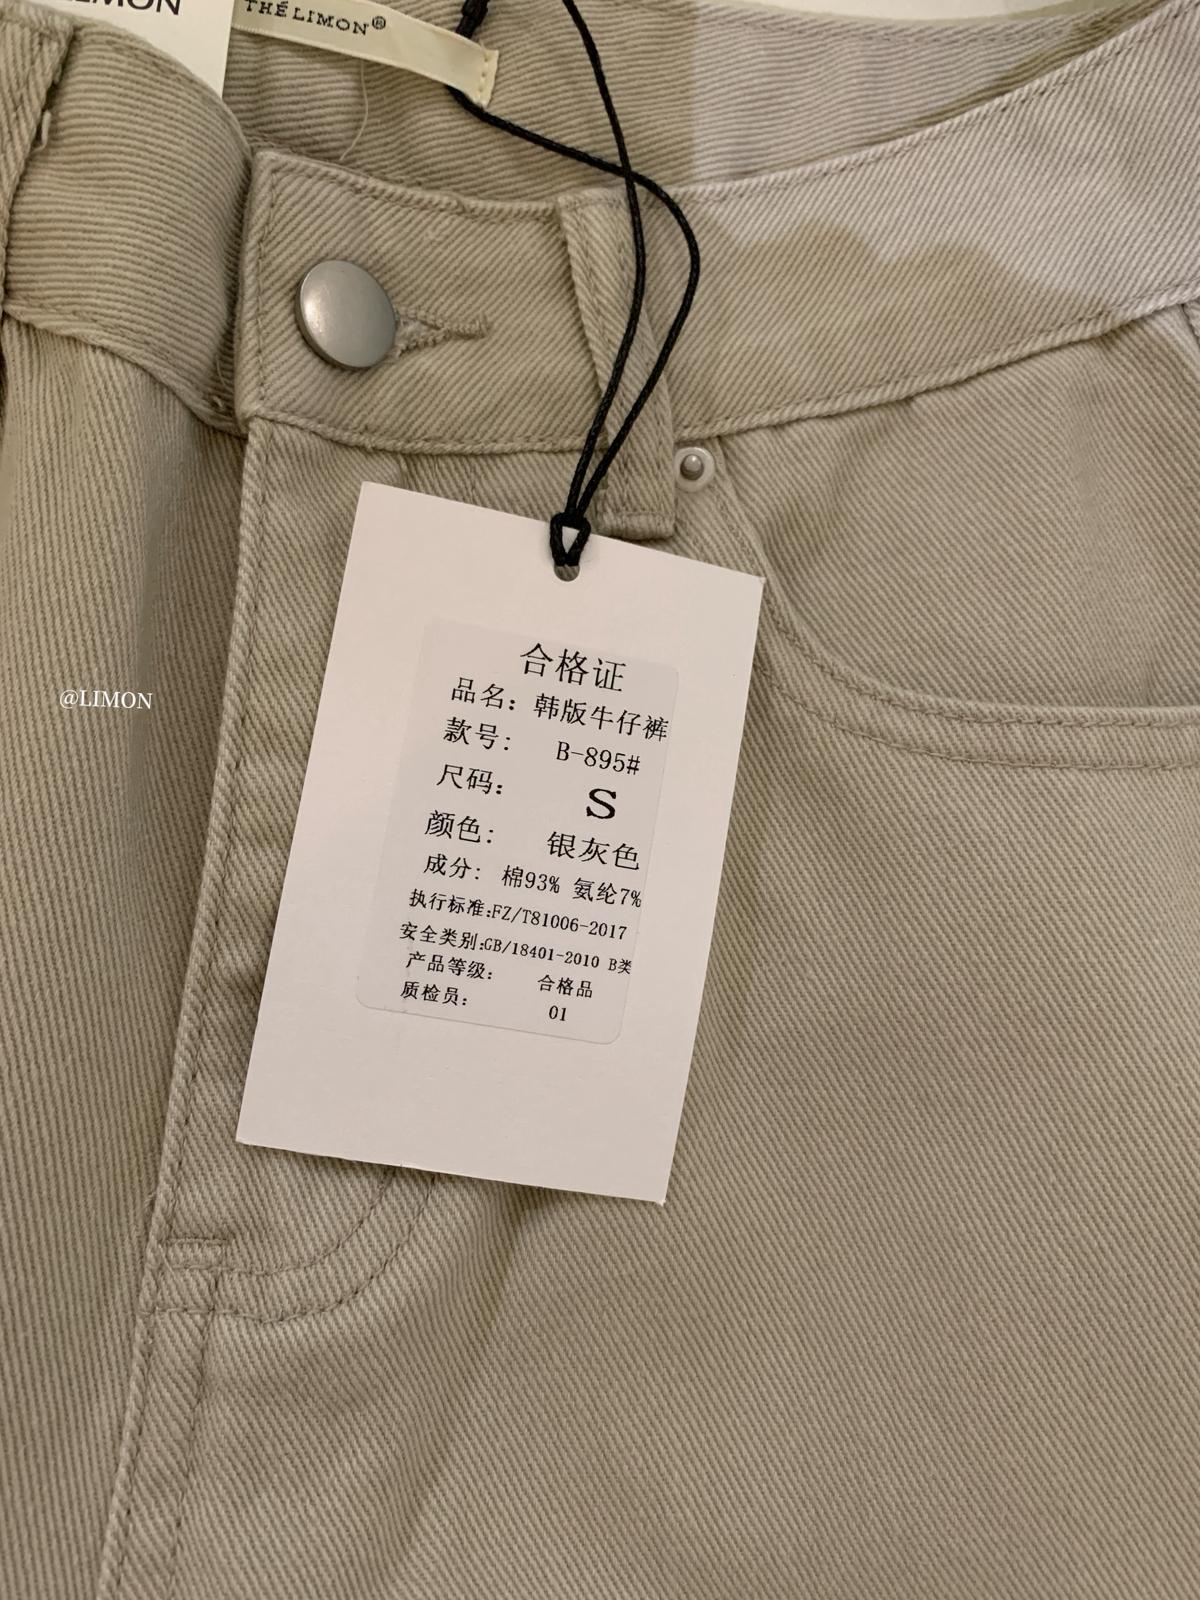 LIMON
THÉ LIMON®
@LIMON
合格证
品名：韩版牛仔裤
款号：B-895#
尺码：S
颜色：银灰色
成分：棉93% 氨纶7%
执行标准:FZ/T81006-2017
安全类别:GB/18401-2010 B类
产品等级：合格品
质检员：01